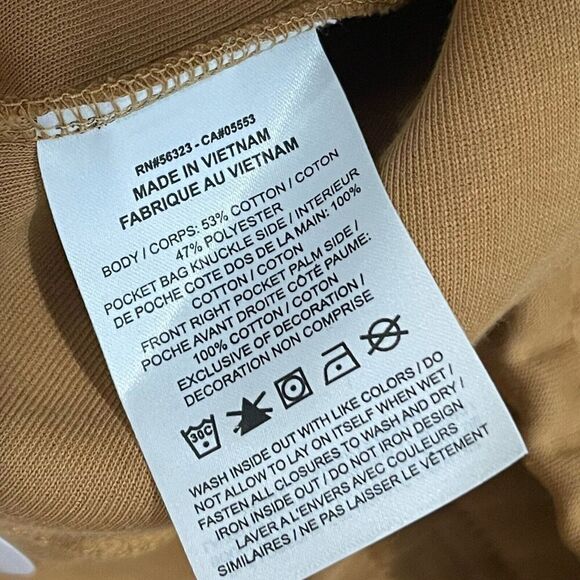 RN#56323 - CA#05553
MADE IN VIETNAM
FABRIQUE AU VIETNAM
BODY / CORPS: 53% COTTON / COTON
47% POLYESTER
POCKET BAG KNUCKLE SIDE / INTERIEUR
DE POCHE COTE DOS DE LA MAIN: 100%
COTTON / COTON
FRONT RIGHT POCKET PALM SIDE /
POCHE AVANT DROITE CÔTÉ PAUME:
100% COTTON / COTON
EXCLUSIVE OF DECORATION /
DECORATION NON COMPRISE
30C
WASH INSIDE OUT WITH LIKE COLORS / DO
NOT ALLOW TO LAY ON ITSELF WHEN WET /
FASTEN ALL CLOSURES TO WASH AND DRY /
IRON INSIDE OUT / DO NOT IRON DESIGN
LAVER A L'ENVERS AVEC COULEURS
SIMILAIRES / NE PAS LAISSER LE VÊTEMENT